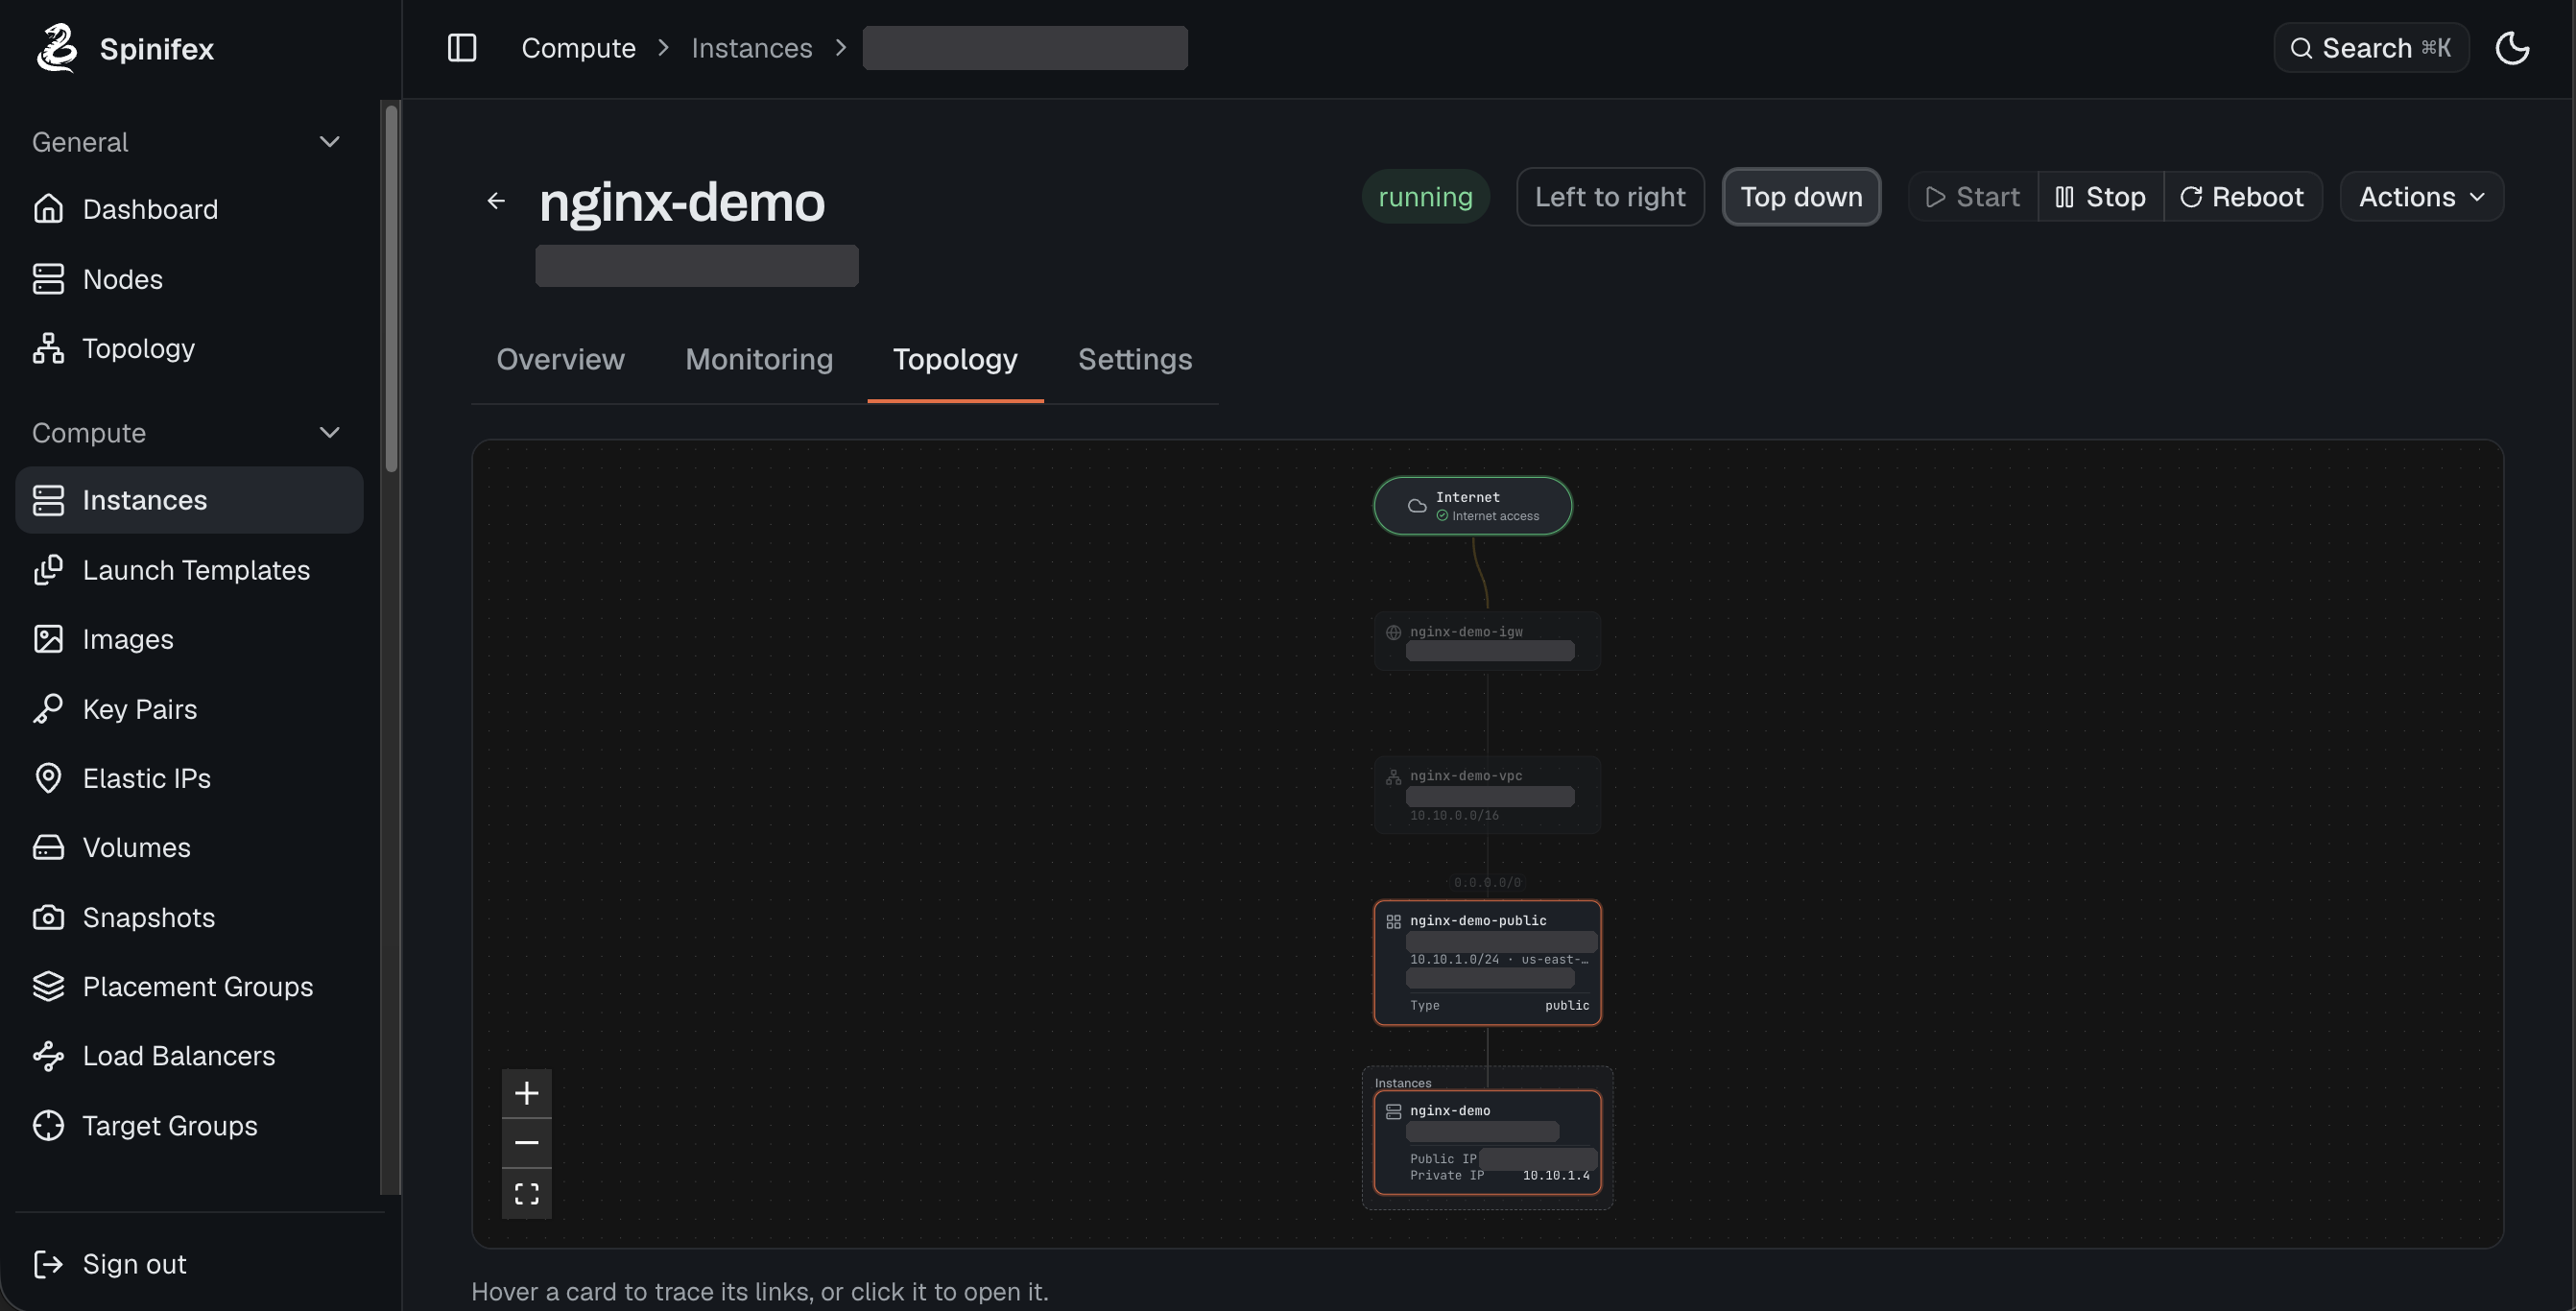 Spinifex
General
Dashboard
Nodes
Topology
Compute
Instances
Launch Templates
Images
Key Pairs
Elastic IPs
Volumes
Snapshots
Placement Groups
Load Balancers
Target Groups
Sign out
Compute > Instances >
Search ⌘K
nginx-demo
running
Left to right
Top down
Start
Stop
Reboot
Actions
Overview
Monitoring
Topology
Settings
Internet
Internet access
nginx-demo-igw
nginx-demo-vpc
10.10.0.0/16
0.0.0.0/0
nginx-demo-public
10.10.1.0/24 · us-east-…
Type public
Instances
nginx-demo
Public IP
Private IP 10.10.1.4
Hover a card to trace its links, or click it to open it.